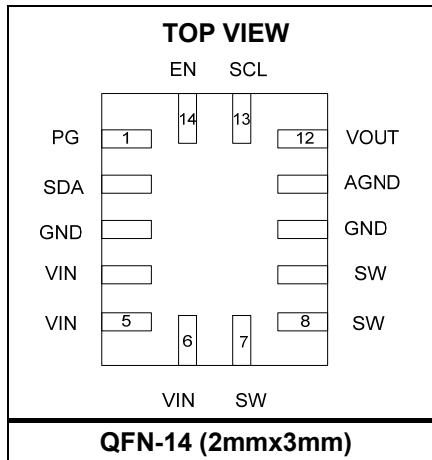 TOP VIEW
EN SCL
14 13
PG 1 12 VOUT
SDA AGND
GND GND
VIN SW
VIN 5 8 SW
6 7
VIN SW
QFN-14 (2mmx3mm)